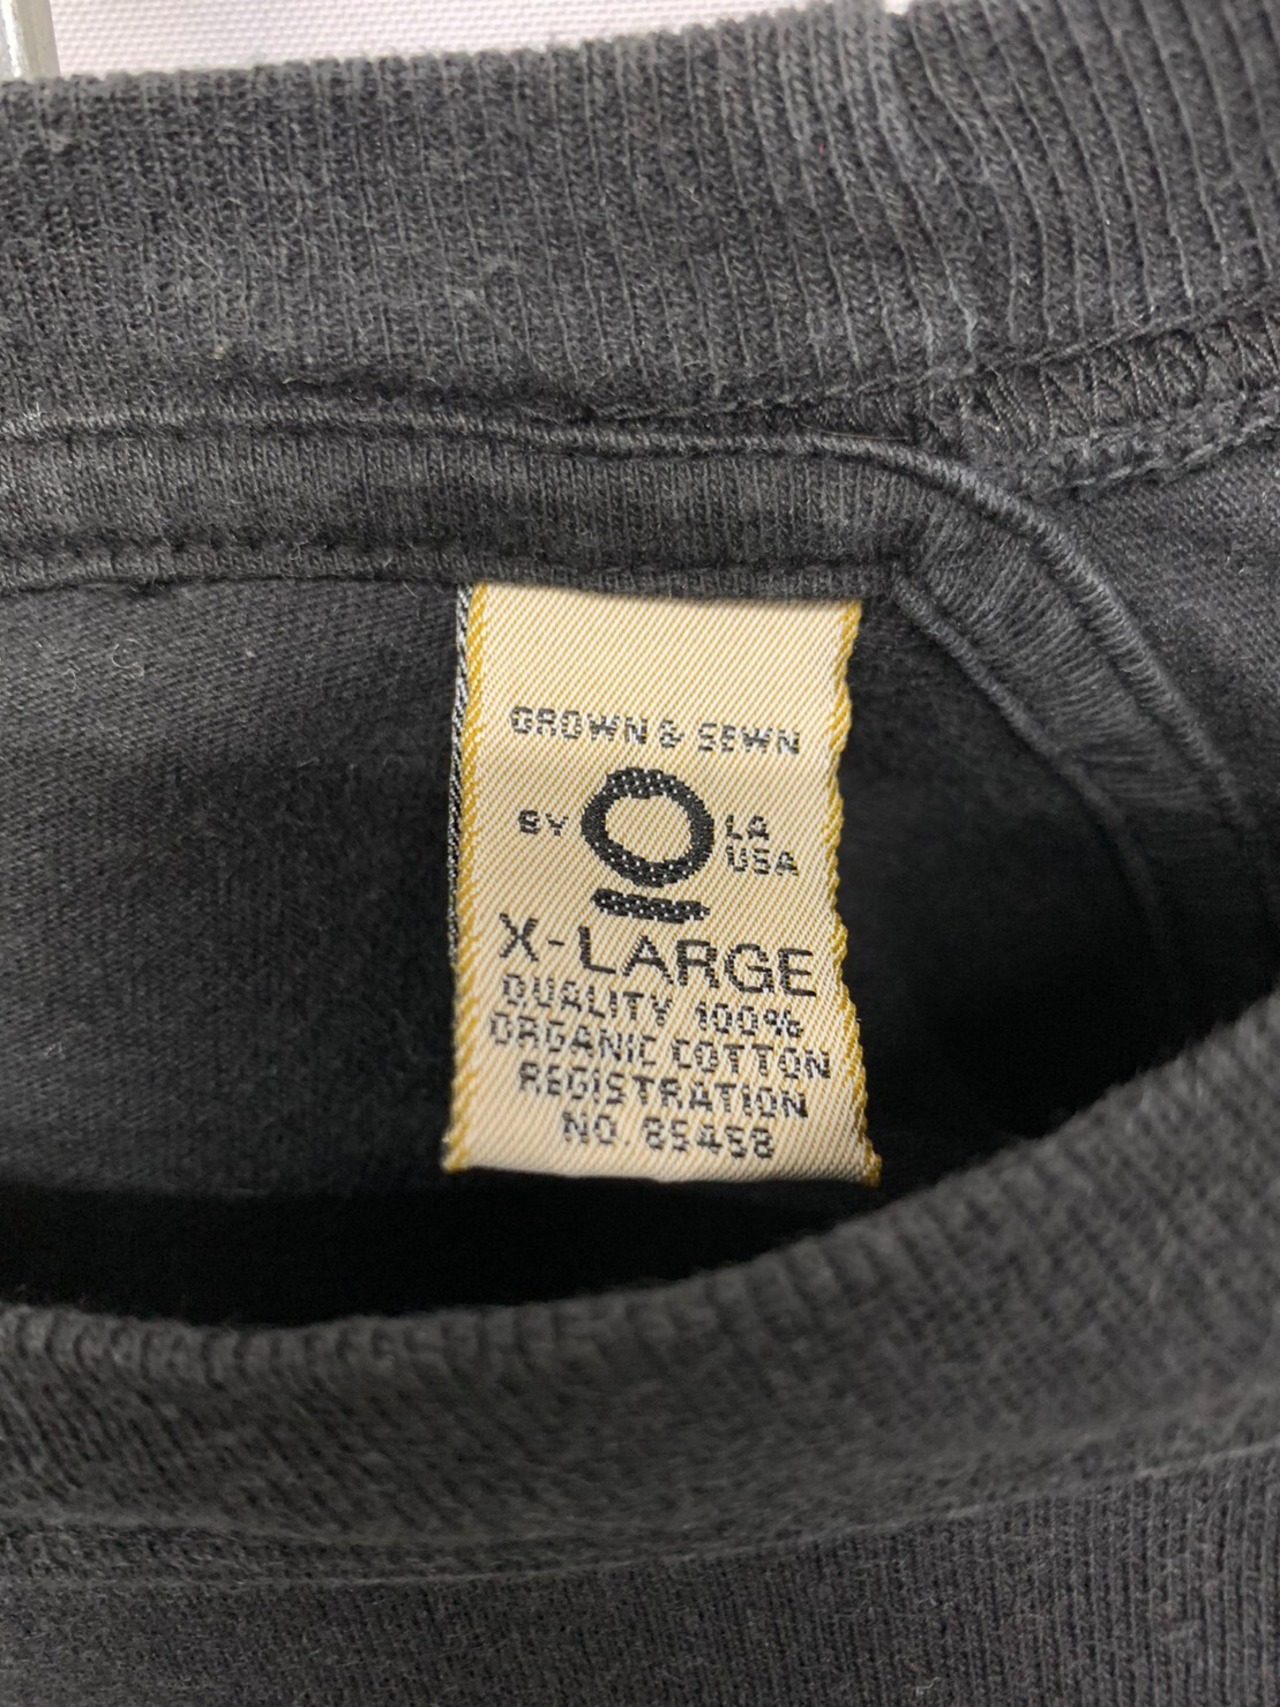 GROWN & SEWN
BY O LA
USA
X-LARGE
QUALITY 100%
ORGANIC COTTON
REGISTRATION
NO. 85458